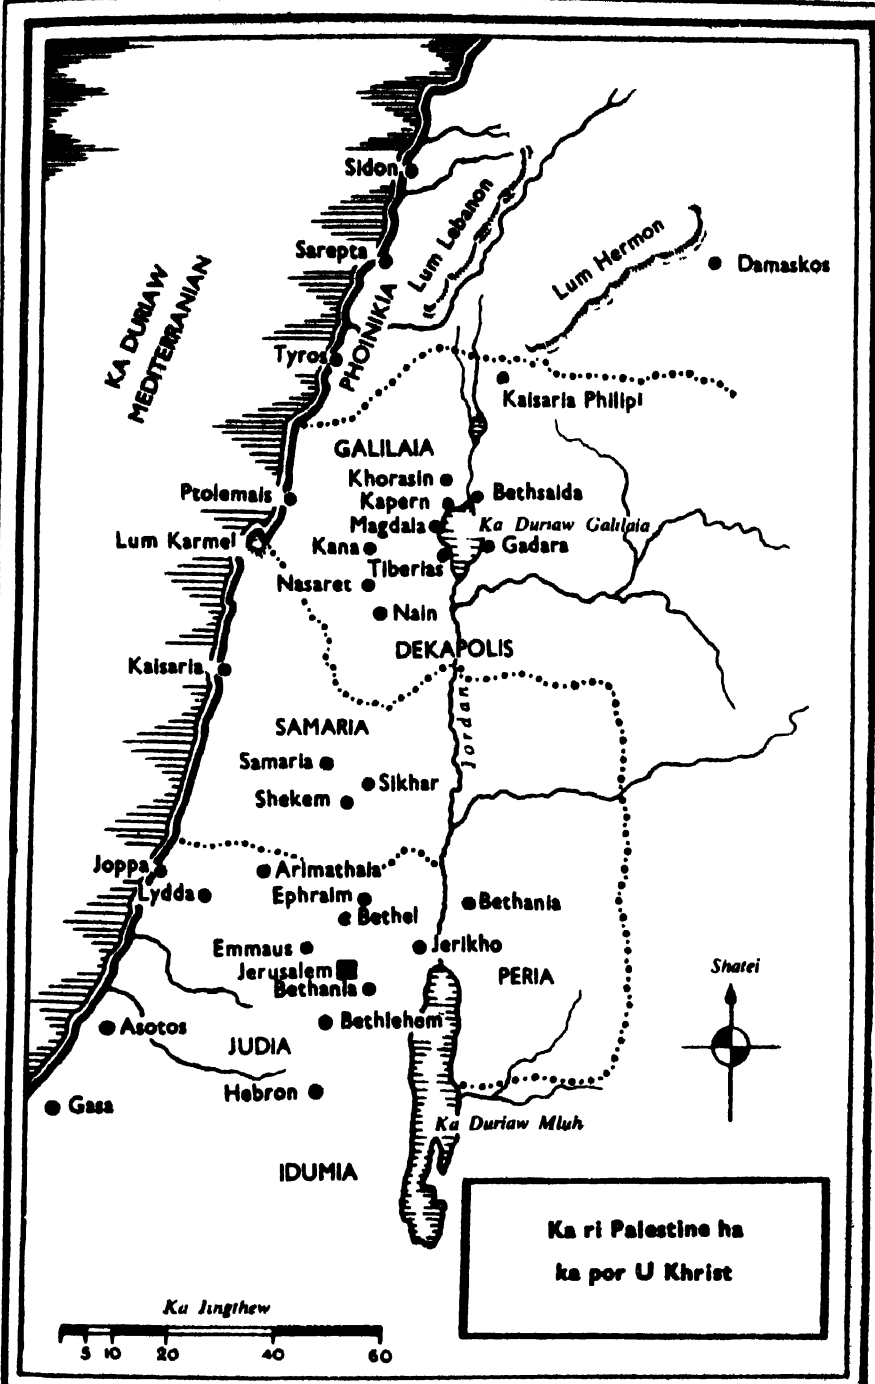 Sidon
Lum Lebanon
Lum Hermon
Damaskos
Sarepta
KA DURIAW
MEDITERRANIAN
PHOINIKIA
Tyros
Kaisaria Philipi
GALILAIA
Khorasin
Ptolemais
Kapern
Bethsaida
Magdala
Ka Duriaw Galilaia
Lum Karmel
Kana
Gadara
Tiberias
Nasaret
Nain
DEKAPOLIS
Kaisaria
Jordan
SAMARIA
Samaria
Sikhar
Shekem
Joppa
Arimathaia
Lydda
Ephraim
Bethania
Bethel
Emmaus
Jerikho
Jerusalem
PERIA
Shatei
Bethania
Asotos
Bethlehem
JUDIA
Hebron
Gasa
Ka Duriaw Mluh
IDUMIA
Ka ri Palestine ha
ka por U Khrist
Ka Jingthew
5 10 20 40 60